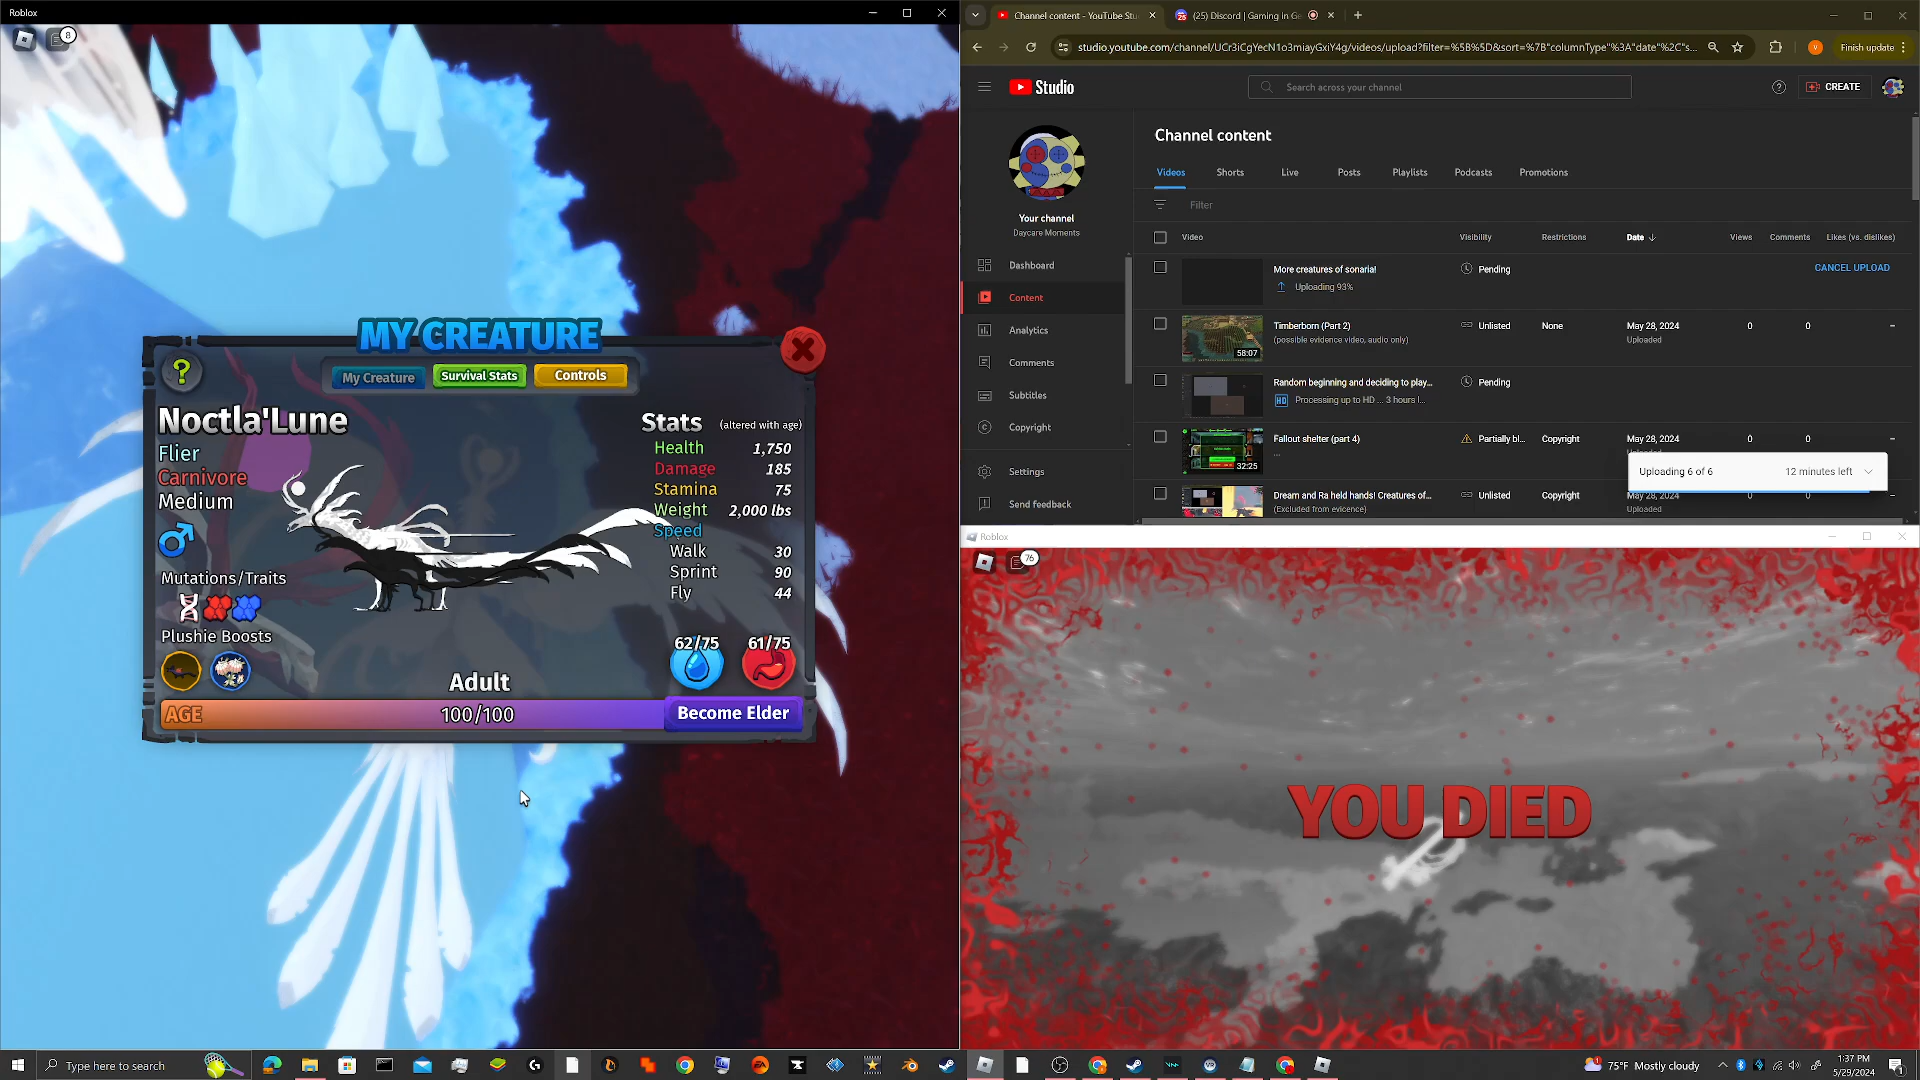 Roblox
8
MY CREATURE
?
My Creature
Survival Stats
Controls
Noctla'Lune
Flier
Carnivore
Medium
Mutations/Traits
Plushie Boosts
Stats (altered with age)
Health 1,750
Damage 185
Stamina 75
Weight 2,000 lbs
Speed
Walk 30
Sprint 90
Fly 44
62/75
61/75
Adult
AGE
100/100
Become Elder
Channel content - YouTube Stu
25
(25) Discord | Gaming in Ge
studio.youtube.com/channel/UCr3iCgYecN1o3miayGxiY4g/videos/upload?filter=%5B%5D&sort=%7B"columnType"%3A"date"%2C"s...
V
Finish update
Studio
Search across your channel
CREATE
Your channel
Daycare Moments
Dashboard
Content
Analytics
Comments
Subtitles
Copyright
Settings
Send feedback
Channel content
Videos
Shorts
Live
Posts
Playlists
Podcasts
Promotions
Filter
Video
Visibility
Restrictions
Date
Views
Comments
Likes (vs. dislikes)
More creatures of sonaria!
Uploading 93%
Pending
CANCEL UPLOAD
58:07
Timberborn (Part 2)
(possible evidence video, audio only)
Unlisted
None
May 28, 2024
Uploaded
0
0
–
Random beginning and deciding to play...
HD Processing up to HD ... 3 hours l...
Pending
32:25
Fallout shelter (part 4)
...
Partially bl...
Copyright
May 28, 2024
0
0
–
Dream and Ra held hands! Creatures of...
(Excluded from evicence)
Unlisted
Copyright
May 28, 2024
Uploaded
0
0
–
Uploading 6 of 6
12 minutes left
Roblox
76
YOU DIED
Type here to search
EA
75°F Mostly cloudy
1:37 PM
5/29/2024